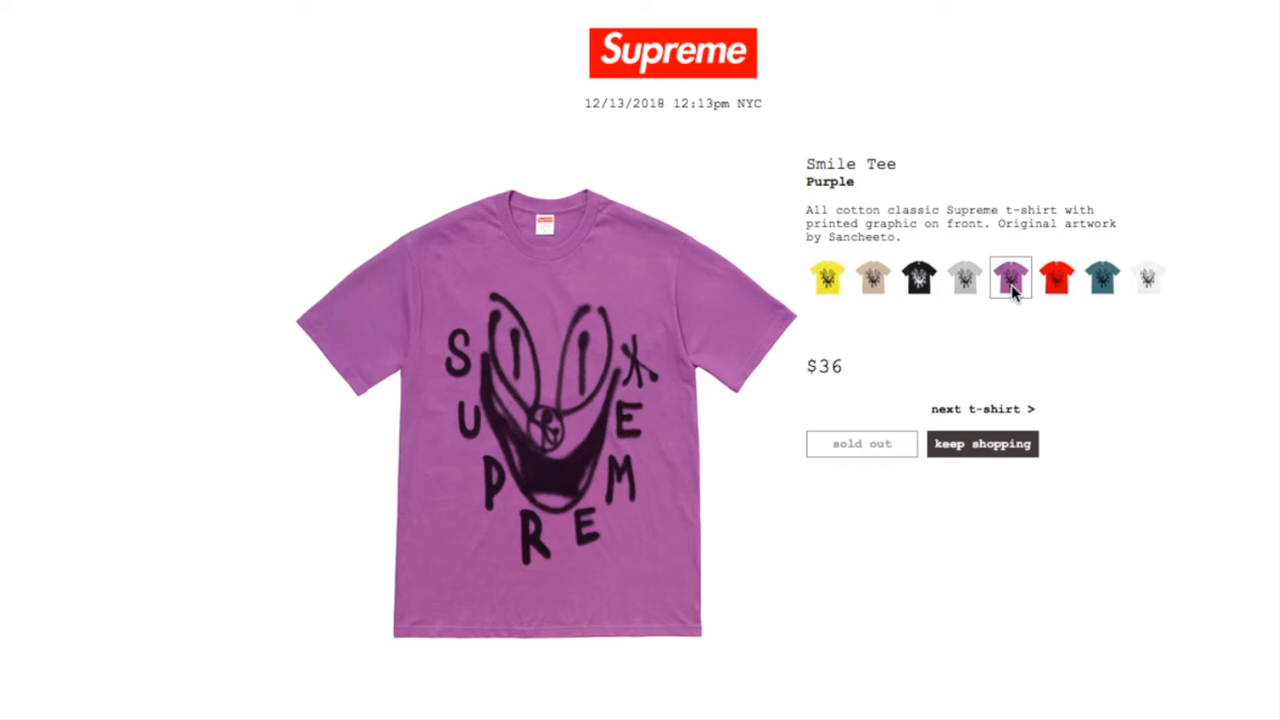 Supreme
12/13/2018 12:13pm NYC
Smile Tee
Purple
All cotton classic Supreme t-shirt with
printed graphic on front. Original artwork
by Sancheeto.
$36
next t-shirt >
sold out
keep shopping
SUPREME